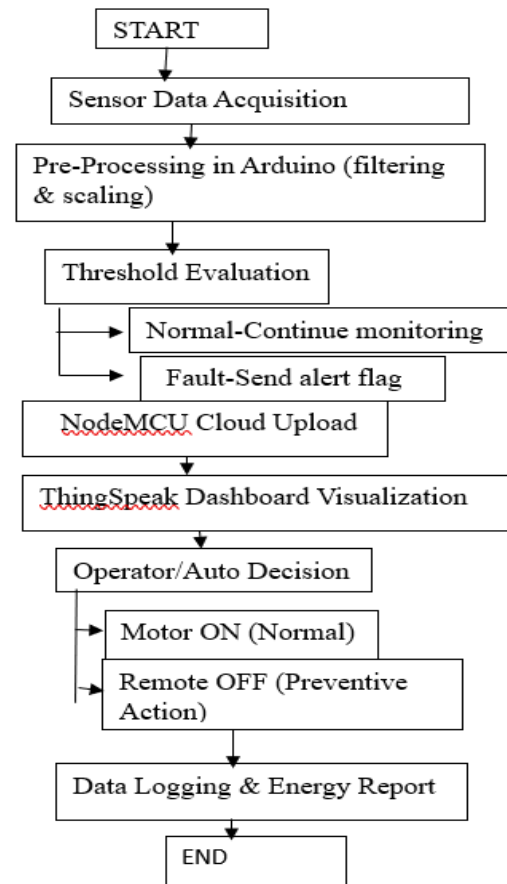 START
Sensor Data Acquisition
Pre-Processing in Arduino (filtering
& scaling)
Threshold Evaluation
Normal-Continue monitoring
Fault-Send alert flag
NodeMCU Cloud Upload
ThingSpeak Dashboard Visualization
Operator/Auto Decision
Motor ON (Normal)
Remote OFF (Preventive
Action)
Data Logging & Energy Report
END